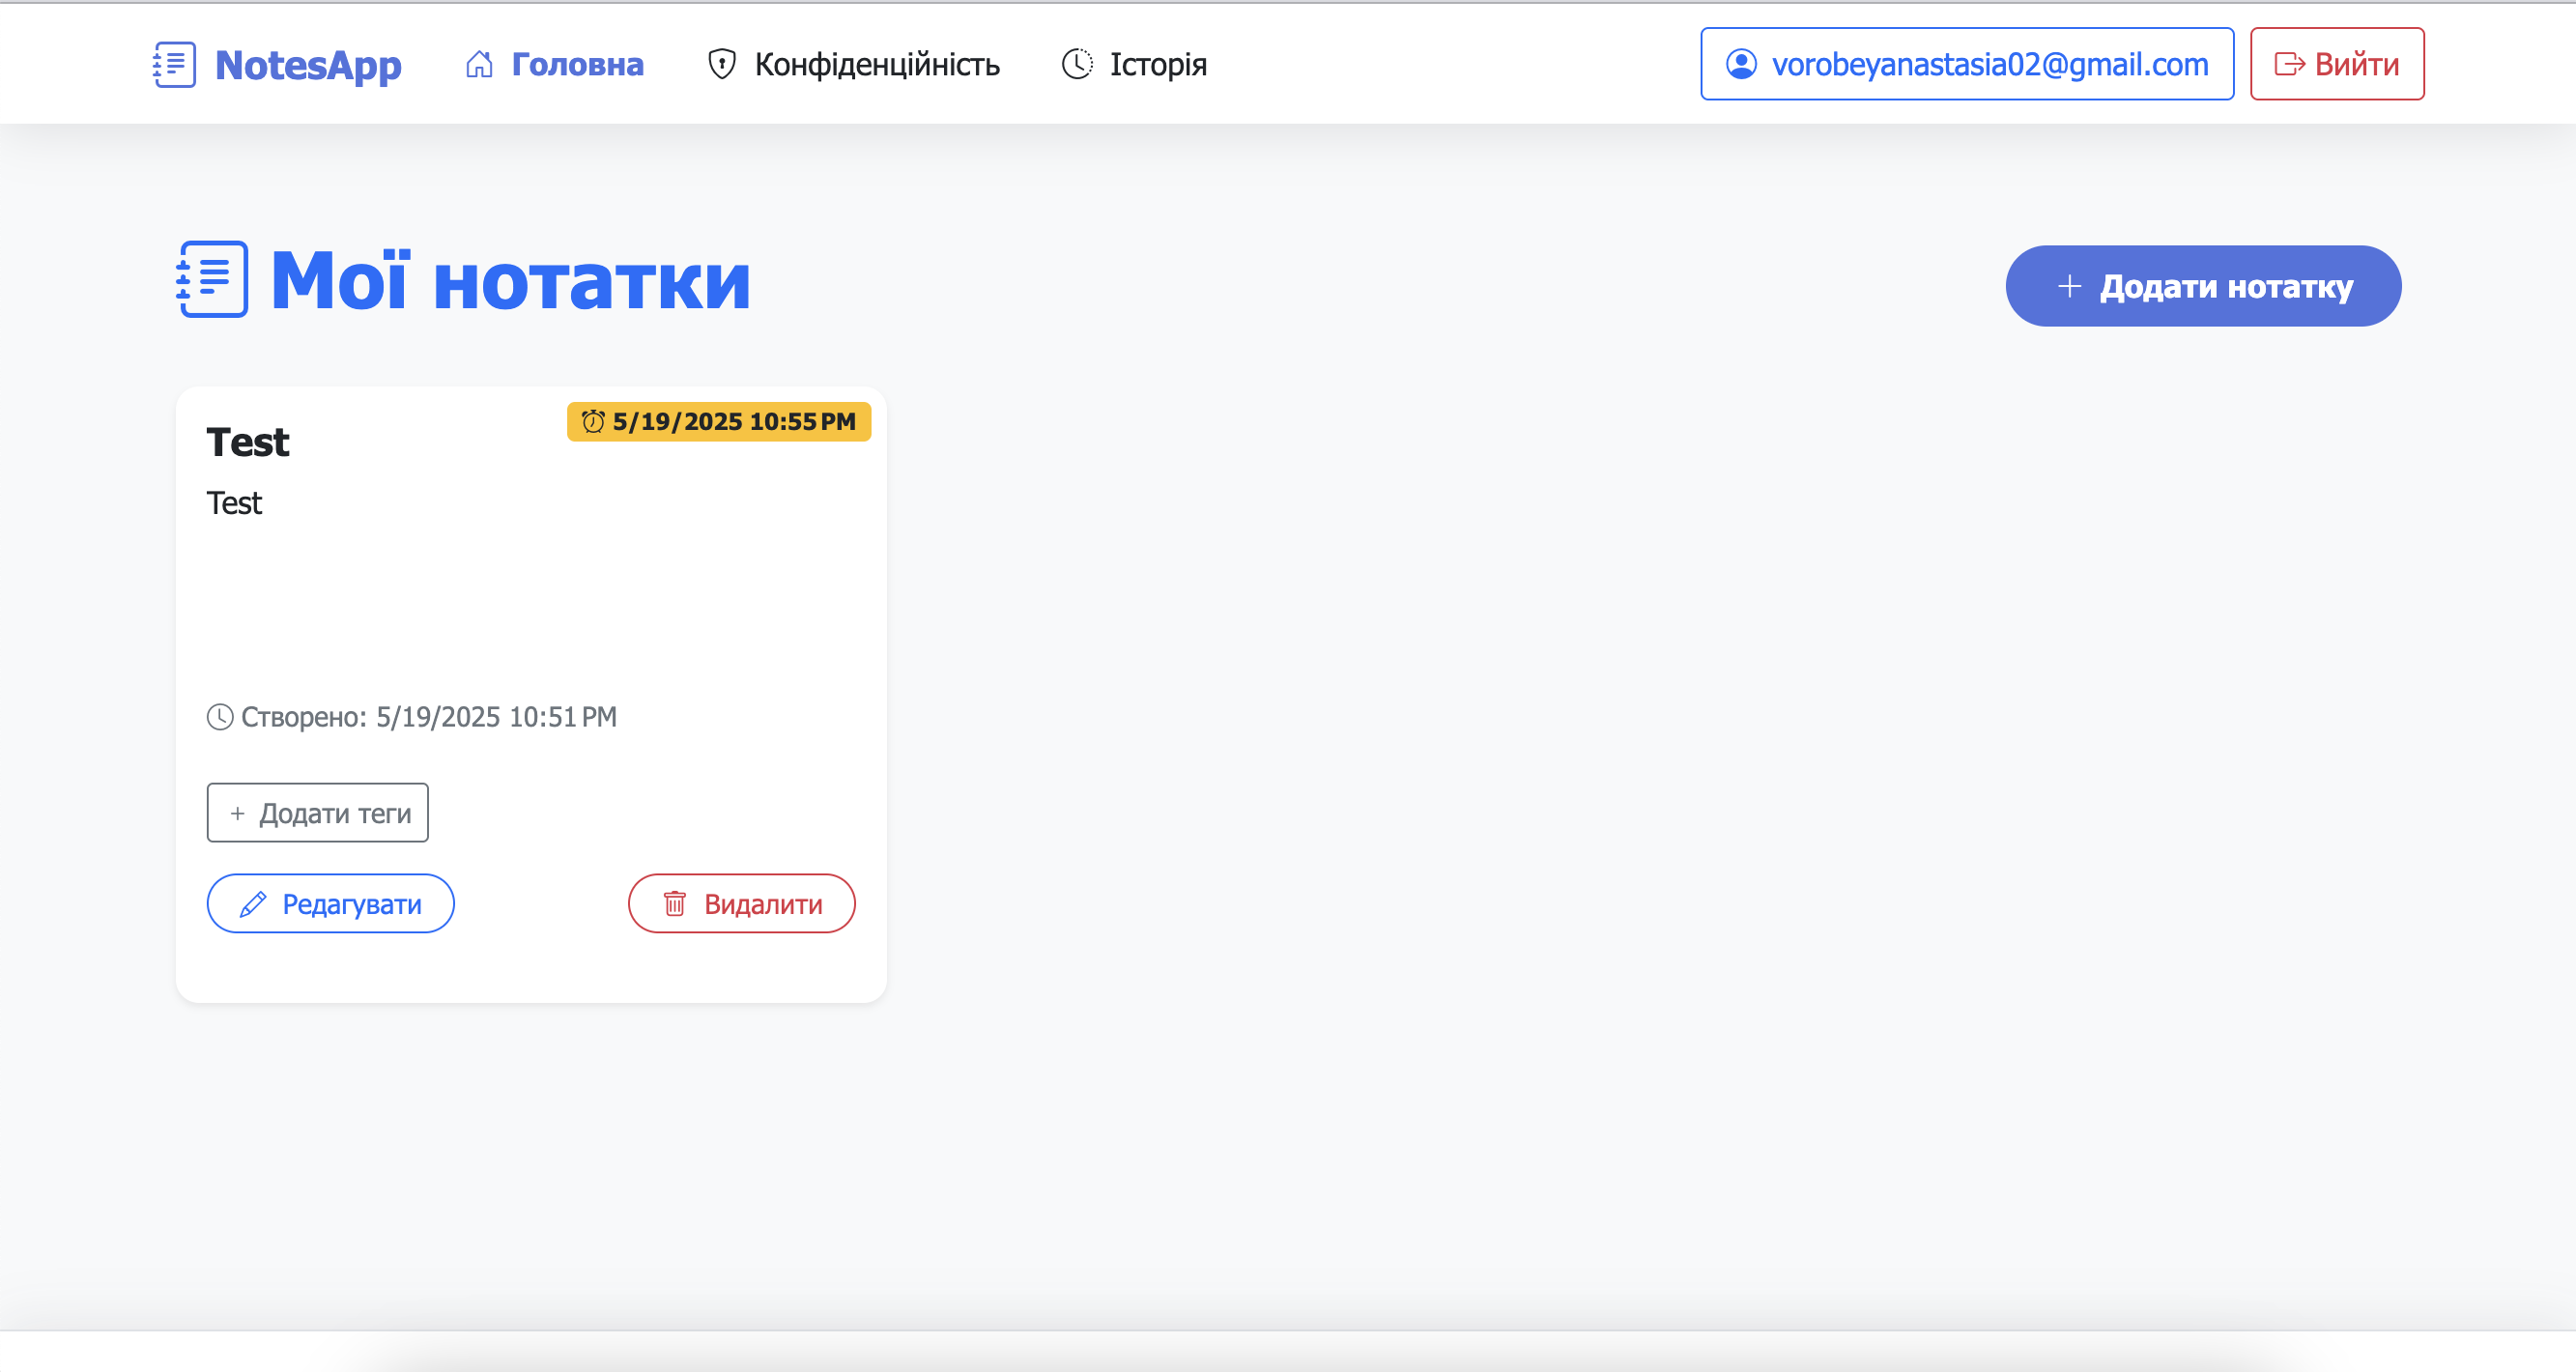 NotesApp Головна Конфіденційність Історія vorobeyanastasia02@gmail.com Вийти
Мої нотатки
+ Додати нотатку
5/19/2025 10:55 PM
Test
Test
Створено: 5/19/2025 10:51 PM
+ Додати теги
Редагувати Видалити